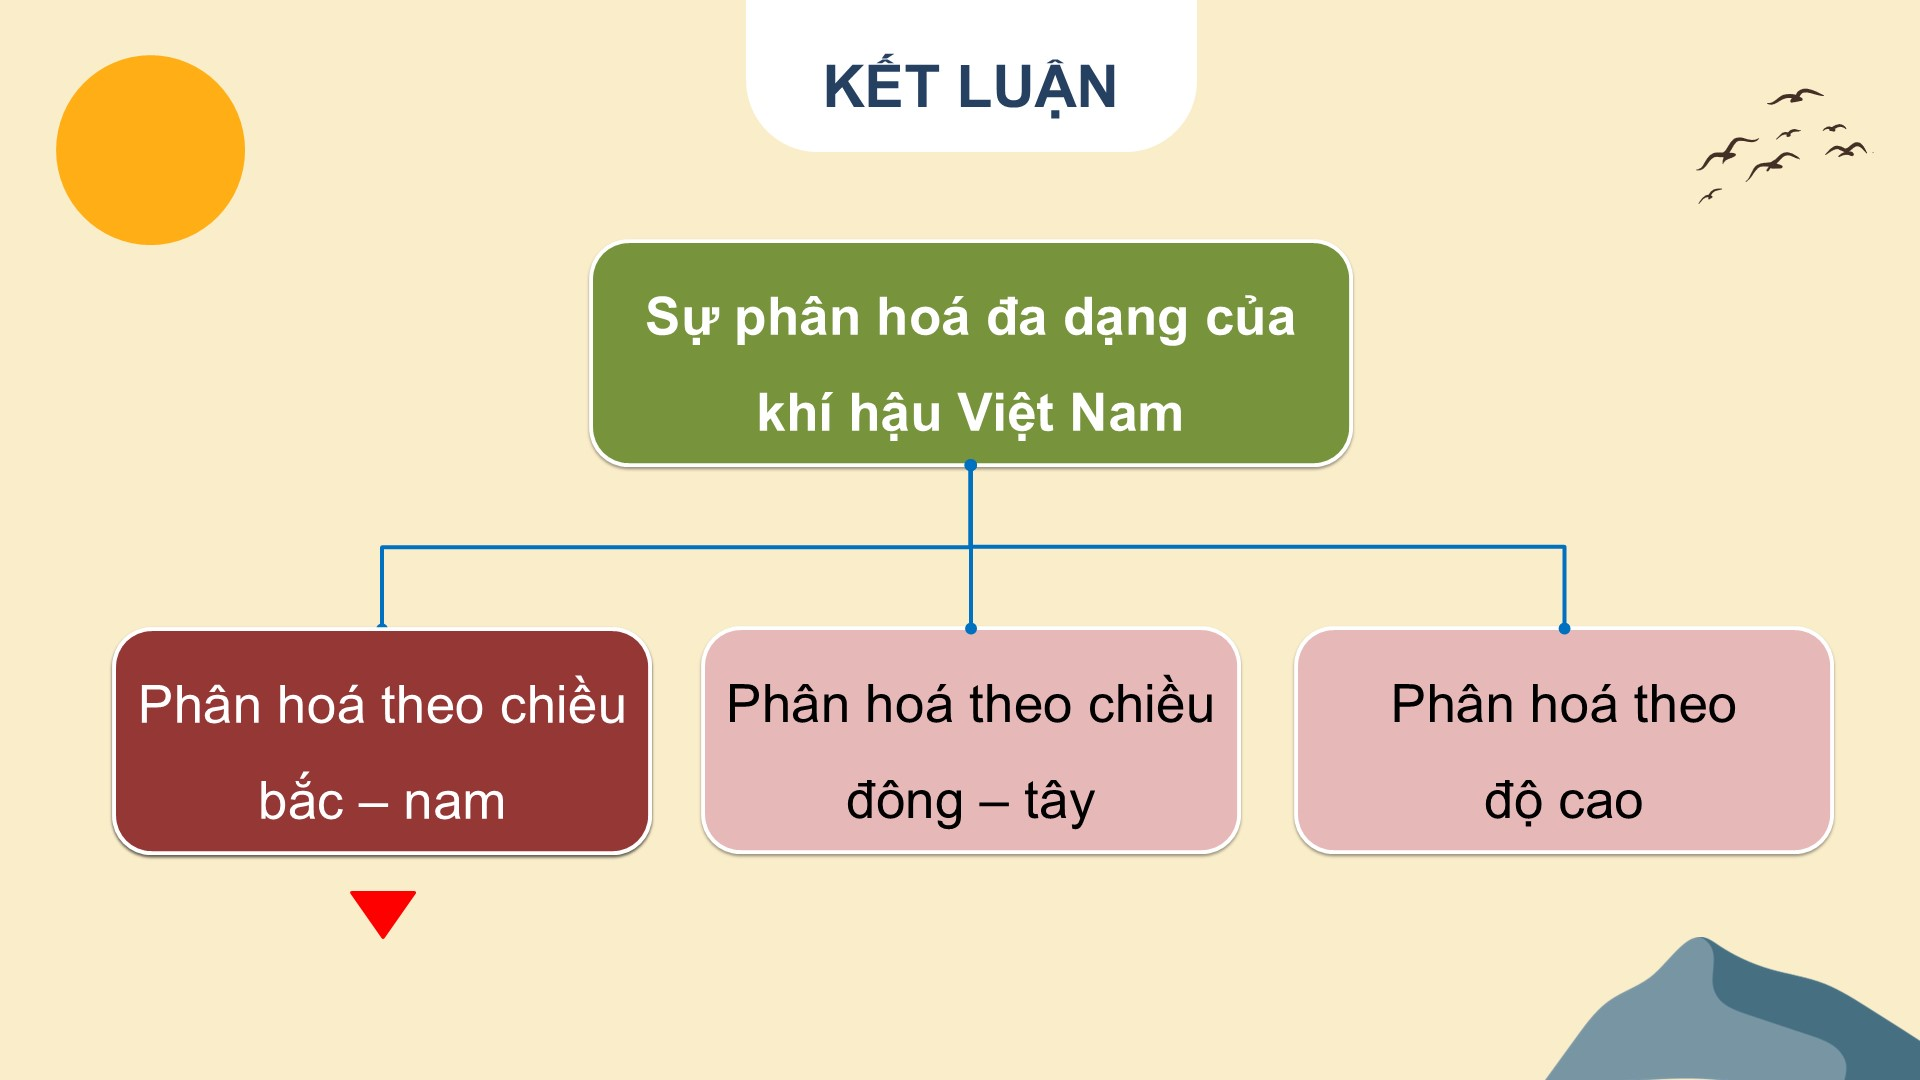 KẾT LUẬN
Sự phân hoá đa dạng của
khí hậu Việt Nam
Phân hoá theo chiều
bắc – nam
Phân hoá theo chiều
đông – tây
Phân hoá theo
độ cao